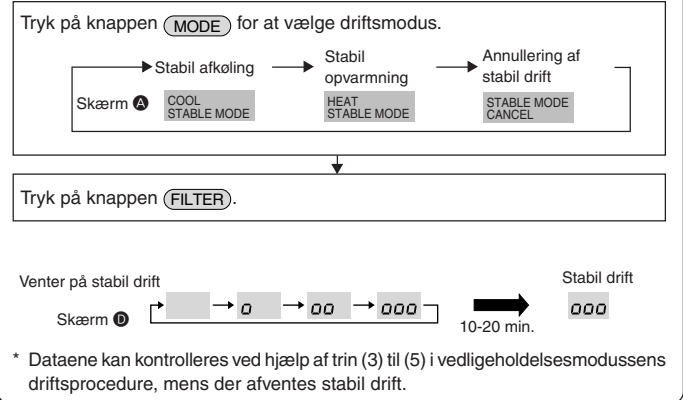 Tryk på knappen MODE for at vælge driftsmodus.
Stabil afkøling
Stabil
opvarmning
Annullering af
stabil drift
Skærm A
COOL
STABLE MODE
HEAT
STABLE MODE
STABLE MODE
CANCEL
Tryk på knappen FILTER.
Venter på stabil drift
Stabil drift
Skærm D
o
oo
ooo
10-20 min.
ooo
* Dataene kan kontrolleres ved hjælp af trin (3) til (5) i vedligeholdelsesmodussens
driftsprocedure, mens der afventes stabil drift.